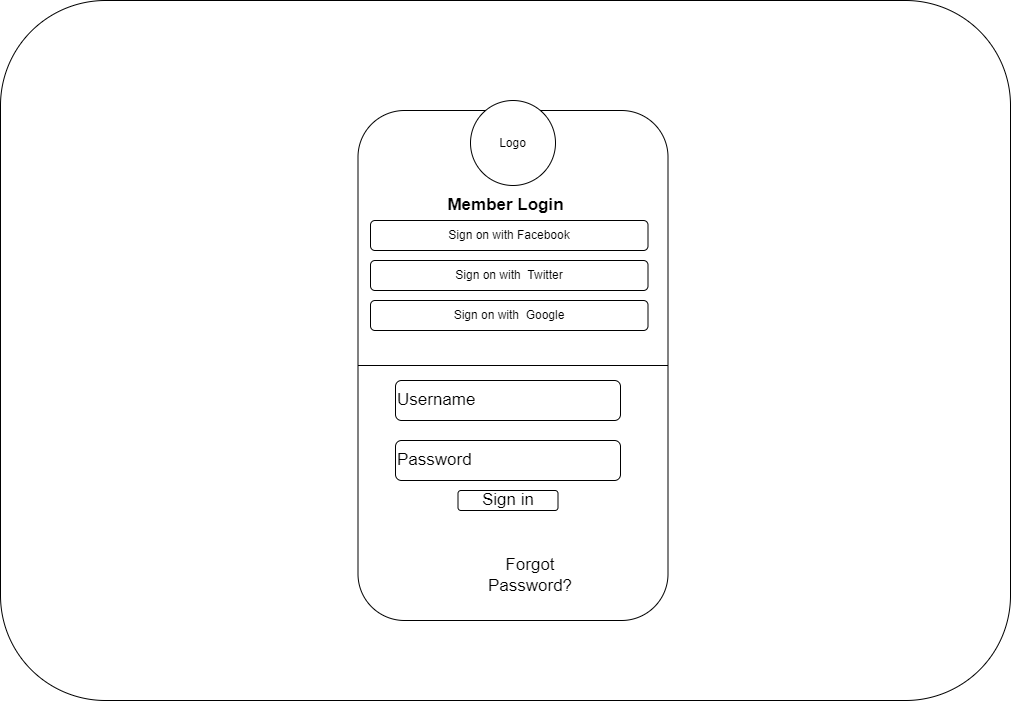 Logo
Member Login
Sign on with Facebook
Sign on with  Twitter
Sign on with  Google
Username
Password
Sign in
Forgot
Password?